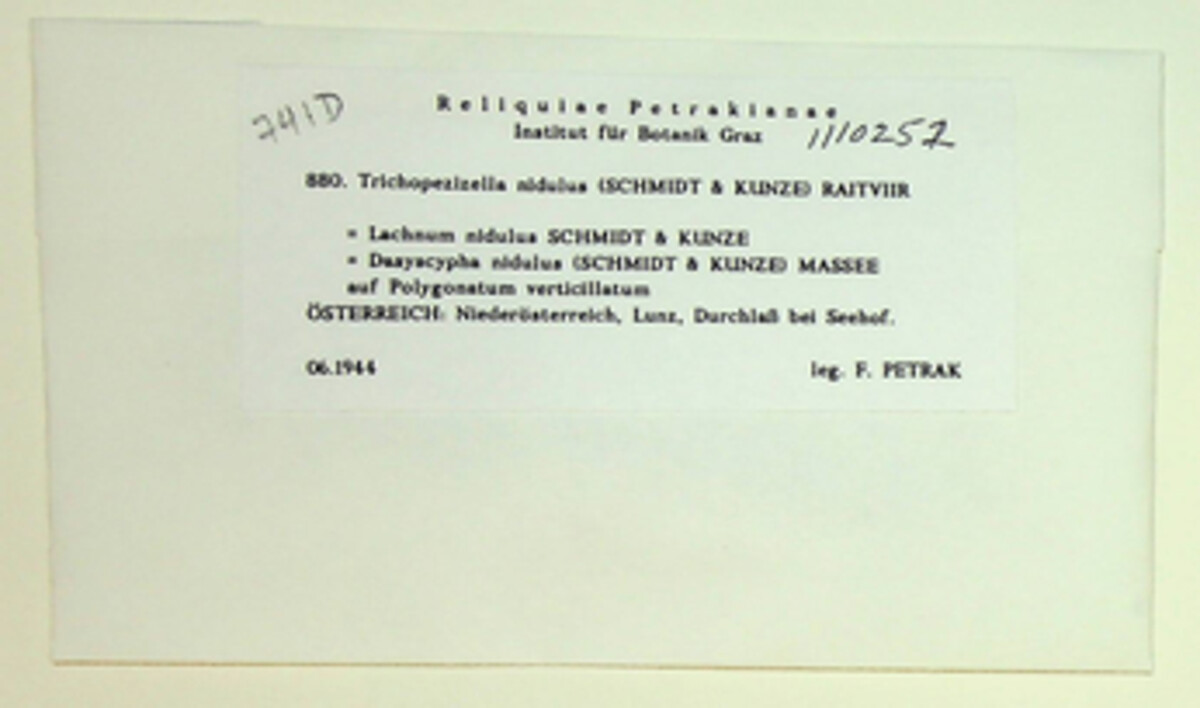 741D
Reliquiae Petrakianae
Institut für Botanik Graz 1110252
880. Trichopezizella nidulus (SCHMIDT & KUNZE) RAITVIIR
= Lachnum nidulus SCHMIDT & KUNZE
= Dasyscypha nidulus (SCHMIDT & KUNZE) MASSEE
auf Polygonatum verticillatum
ÖSTERREICH: Niederösterreich, Lunz, Durchlaß bei Seehof.
06.1944 leg. F. PETRAK